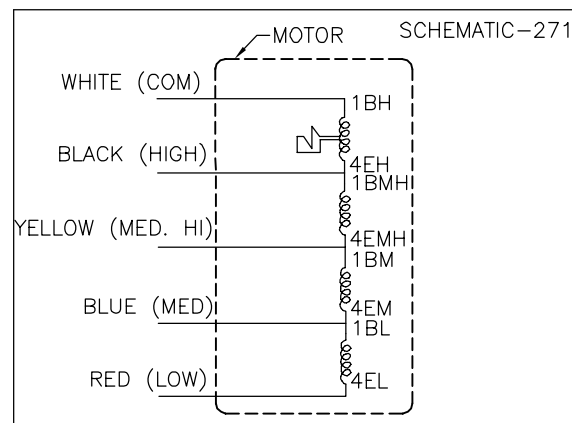 MOTOR
SCHEMATIC-271
WHITE (COM)
1BH
BLACK (HIGH)
4EH
1BMH
YELLOW (MED. HI)
4EMH
1BM
BLUE (MED)
4EM
1BL
RED (LOW)
4EL